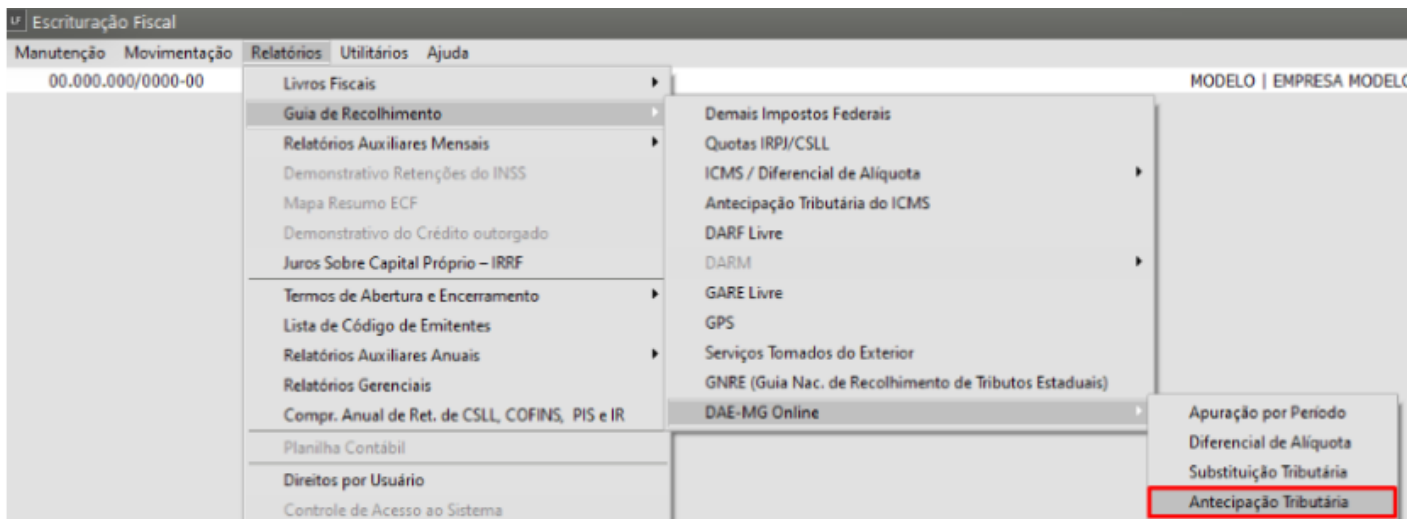 LF Escrituração Fiscal
Manutenção Movimentação Relatórios Utilitários Ajuda
00.000.000/0000-00
MODELO | EMPRESA MODELO
Livros Fiscais
Guia de Recolhimento
Relatórios Auxiliares Mensais
Demonstrativo Retenções do INSS
Mapa Resumo ECF
Demonstrativo do Crédito outorgado
Juros Sobre Capital Próprio – IRRF
Termos de Abertura e Encerramento
Lista de Código de Emitentes
Relatórios Auxiliares Anuais
Relatórios Gerenciais
Compr. Anual de Ret. de CSLL, COFINS, PIS e IR
Planilha Contábil
Direitos por Usuário
Controle de Acesso ao Sistema
Demais Impostos Federais
Quotas IRPJ/CSLL
ICMS / Diferencial de Alíquota
Antecipação Tributária do ICMS
DARF Livre
DARM
GARE Livre
GPS
Serviços Tomados do Exterior
GNRE (Guia Nac. de Recolhimento de Tributos Estaduais)
DAE-MG Online
Apuração por Período
Diferencial de Alíquota
Substituição Tributária
Antecipação Tributária